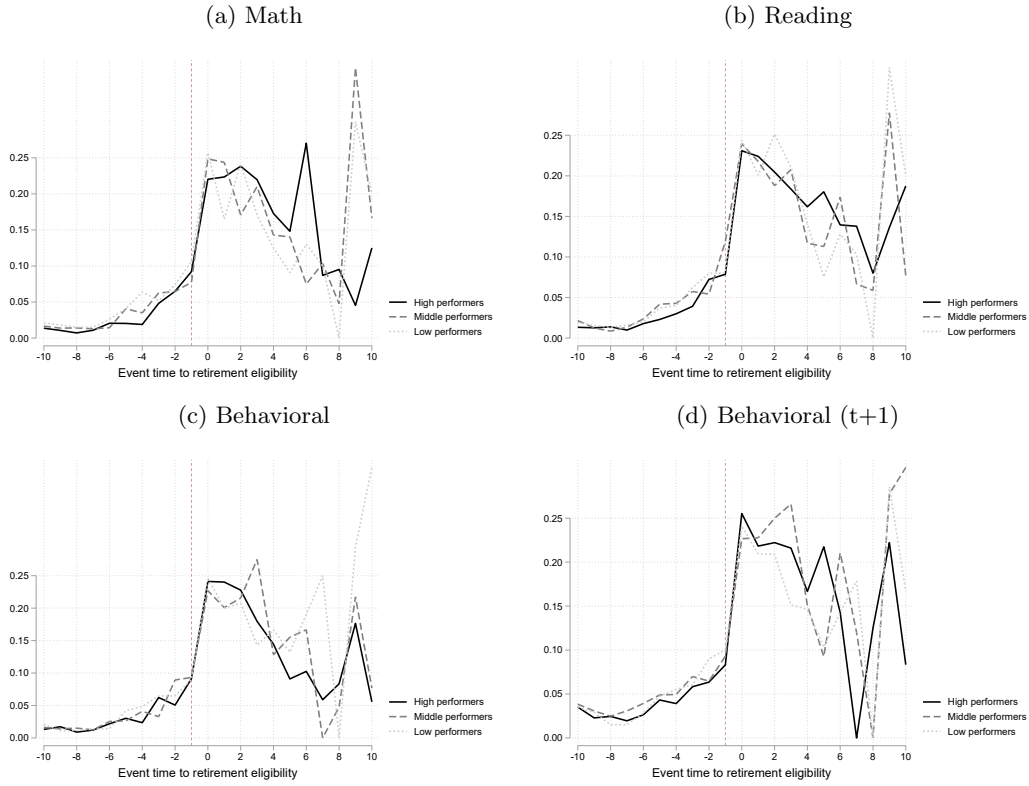 (a) Math
0.25
0.20
0.15
0.10
0.05
0.00
-10 -8 -6 -4 -2 0 2 4 6 8 10
Event time to retirement eligibility
High performers
Middle performers
Low performers
(b) Reading
0.25
0.20
0.15
0.10
0.05
0.00
-10 -8 -6 -4 -2 0 2 4 6 8 10
Event time to retirement eligibility
High performers
Middle performers
Low performers
(c) Behavioral
0.25
0.20
0.15
0.10
0.05
0.00
-10 -8 -6 -4 -2 0 2 4 6 8 10
Event time to retirement eligibility
High performers
Middle performers
Low performers
(d) Behavioral (t+1)
0.25
0.20
0.15
0.10
0.05
0.00
-10 -8 -6 -4 -2 0 2 4 6 8 10
Event time to retirement eligibility
High performers
Middle performers
Low performers